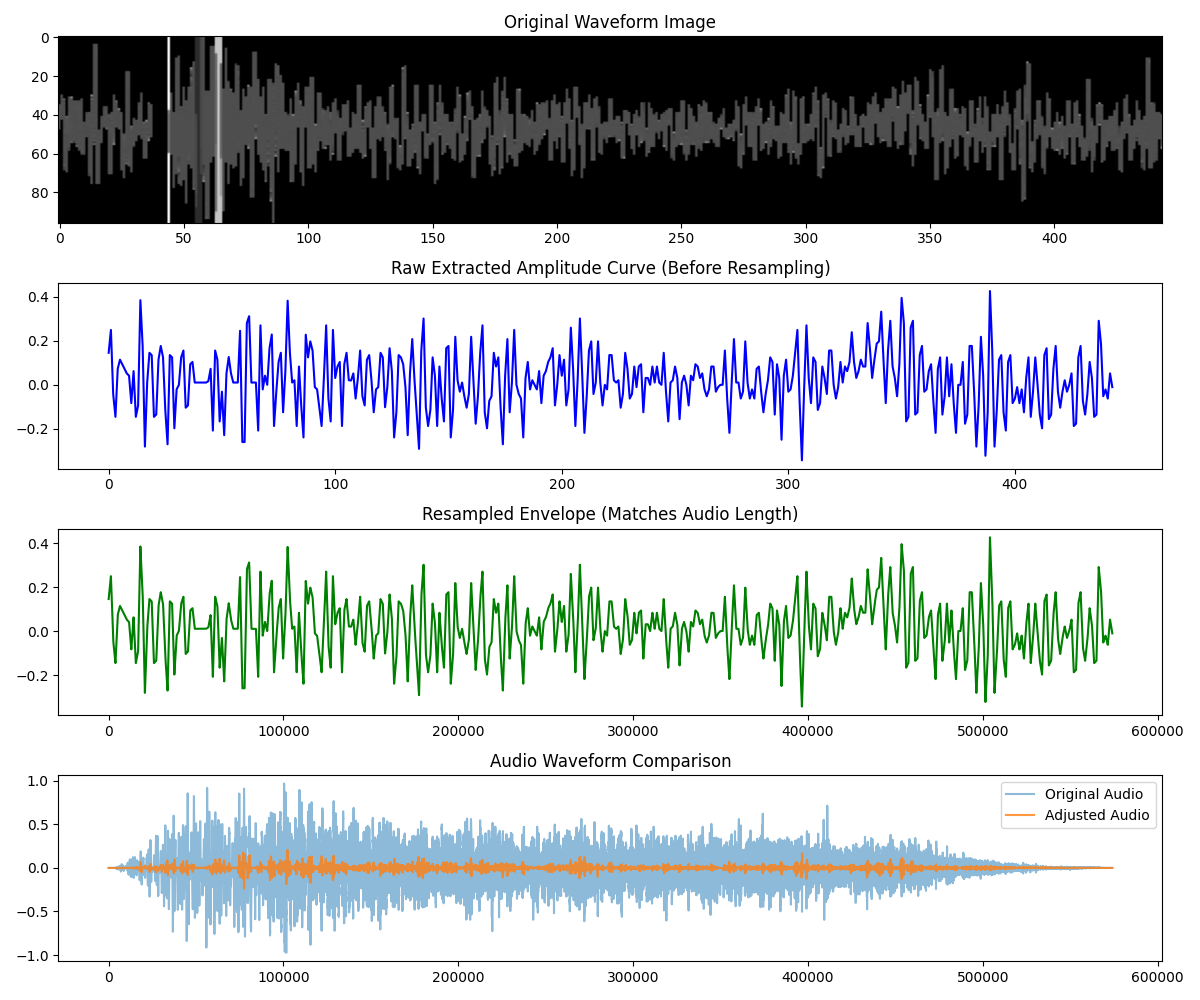 Original Waveform Image
0
20
40
60
80
0 50 100 150 200 250 300 350 400
Raw Extracted Amplitude Curve (Before Resampling)
0.4
0.2
0.0
−0.2
0 100 200 300 400
Resampled Envelope (Matches Audio Length)
0.4
0.2
0.0
−0.2
0 100000 200000 300000 400000 500000 600000
Audio Waveform Comparison
1.0
0.5
0.0
−0.5
−1.0
Original Audio
Adjusted Audio
0 100000 200000 300000 400000 500000 600000